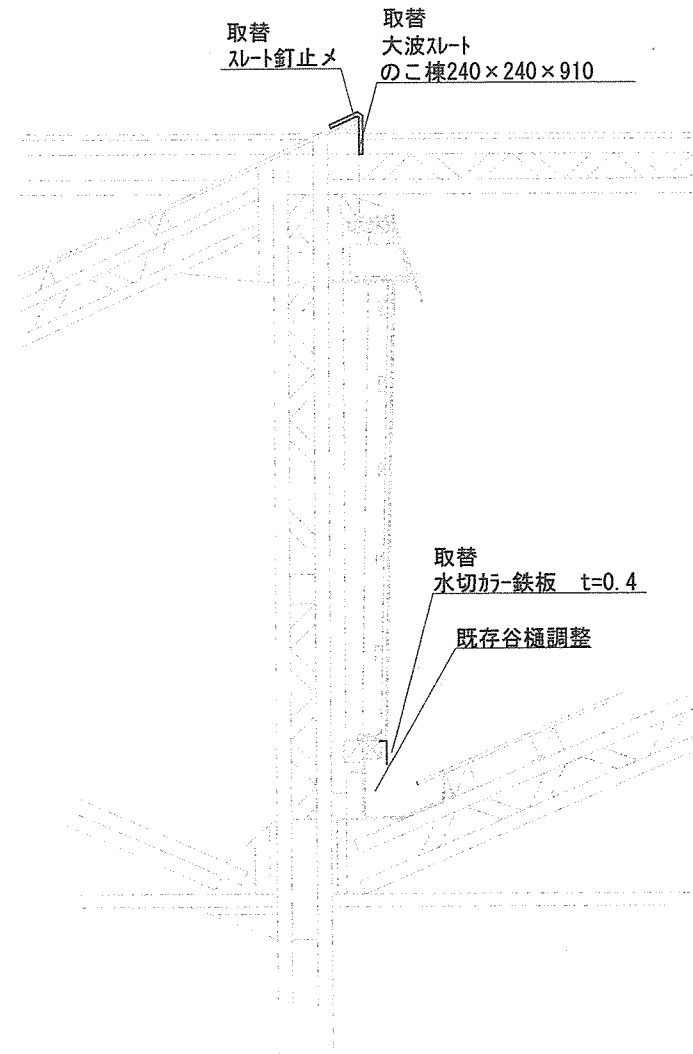 取替
スレート釘止メ
取替
大波スレート
のこ棟240×240×910
取替
水切カラー鉄板　t=0.4
既存谷樋調整